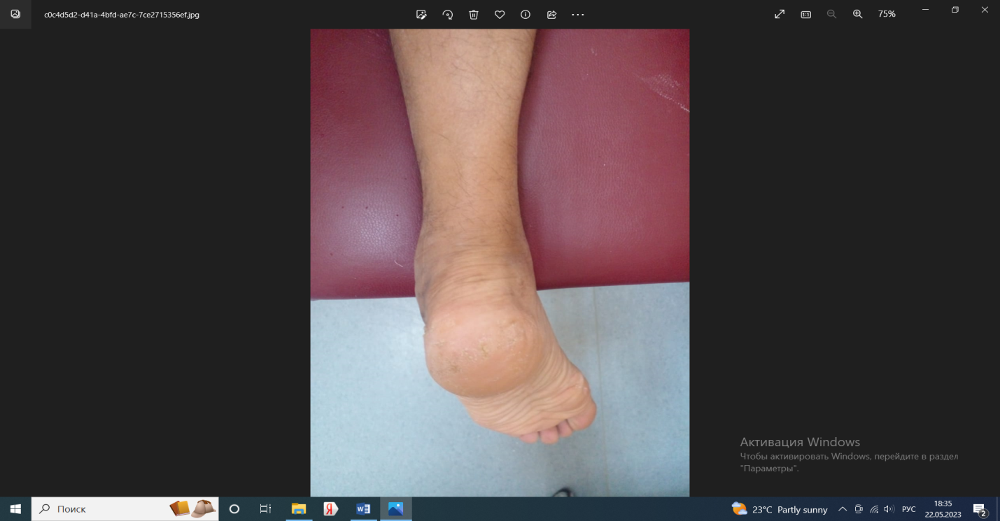 c0c4d5d2-d41a-4bfd-ae7c-7ce2715356ef.jpg
75%
Активация Windows
Чтобы активировать Windows, перейдите в раздел
"Параметры".
Поиск
23°C Partly sunny
РУС
18:35
22.05.2023
2